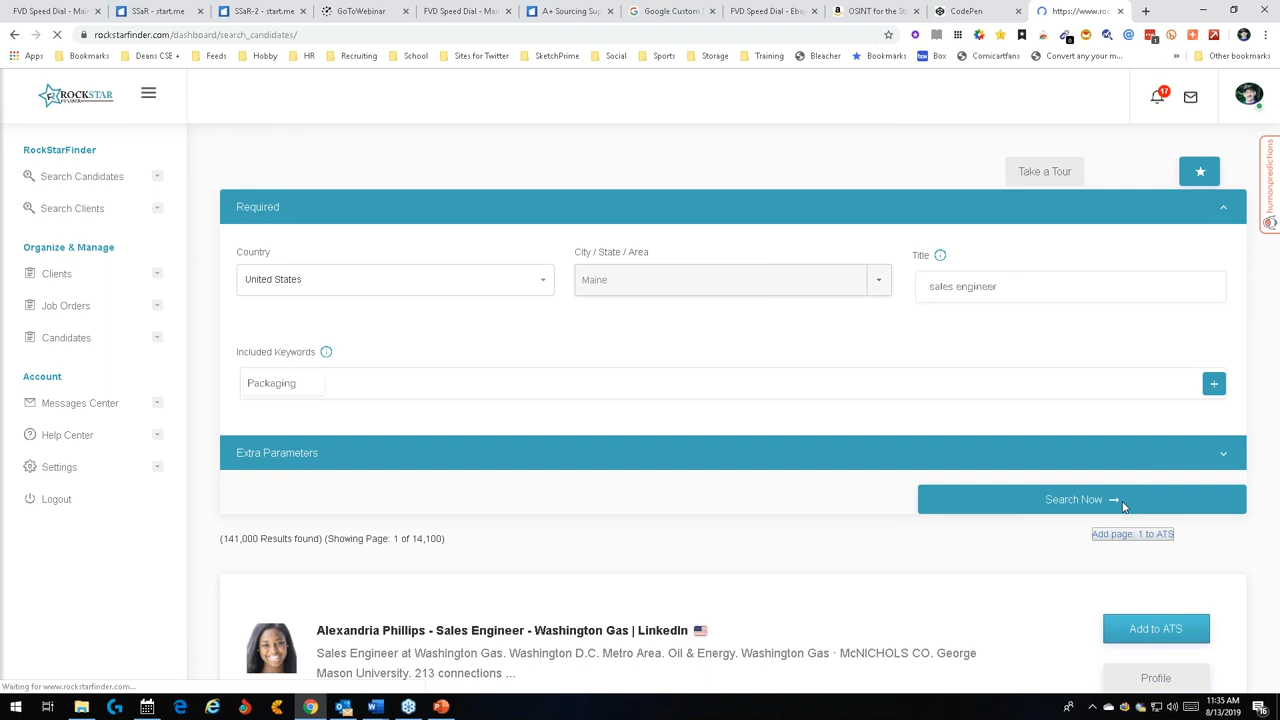 FVD Speed Dial - Mai...
SSaR - start.me
SSaR-2 - start.me
GoToWebinar
FVD Speed Dial - Mai...
A+ Sourcing Sup...
Google Custom S...
FVD Speed Dial - Eba...
OSINT for the St...
CodePen
https://www.roc...
rockstarfinder.com/dashboard/search_candidates/
Apps
Bookmarks
Deans CSE +
Feeds
Hobby
HR
Recruiting
School
Sites for Twitter
SketchPrime
Social
Sports
Storage
Training
Bleacher
Bookmarks
Box
Comicartfans
Convert any your m...
Other bookmarks
ROCKSTAR
FINDER
17
humanpredictions
RockStarFinder
Search Candidates
Search Clients
Organize & Manage
Clients
Job Orders
Candidates
Account
Messages Center
Help Center
Settings
Logout
Take a Tour
Required
Country
City / State / Area
Title
United States
Maine
sales engineer
Included Keywords
Packaging
Extra Parameters
Search Now
Add page: 1 to ATS
(141,000 Results found) (Showing Page: 1 of 14,100)
Alexandria Phillips - Sales Engineer - Washington Gas | LinkedIn
Sales Engineer at Washington Gas. Washington D.C. Metro Area. Oil & Energy. Washington Gas · McNICHOLS CO. George
Mason University. 213 connections ...
Add to ATS
Profile
Waiting for www.rockstarfinder.com...
11:35 AM
8/13/2019
16